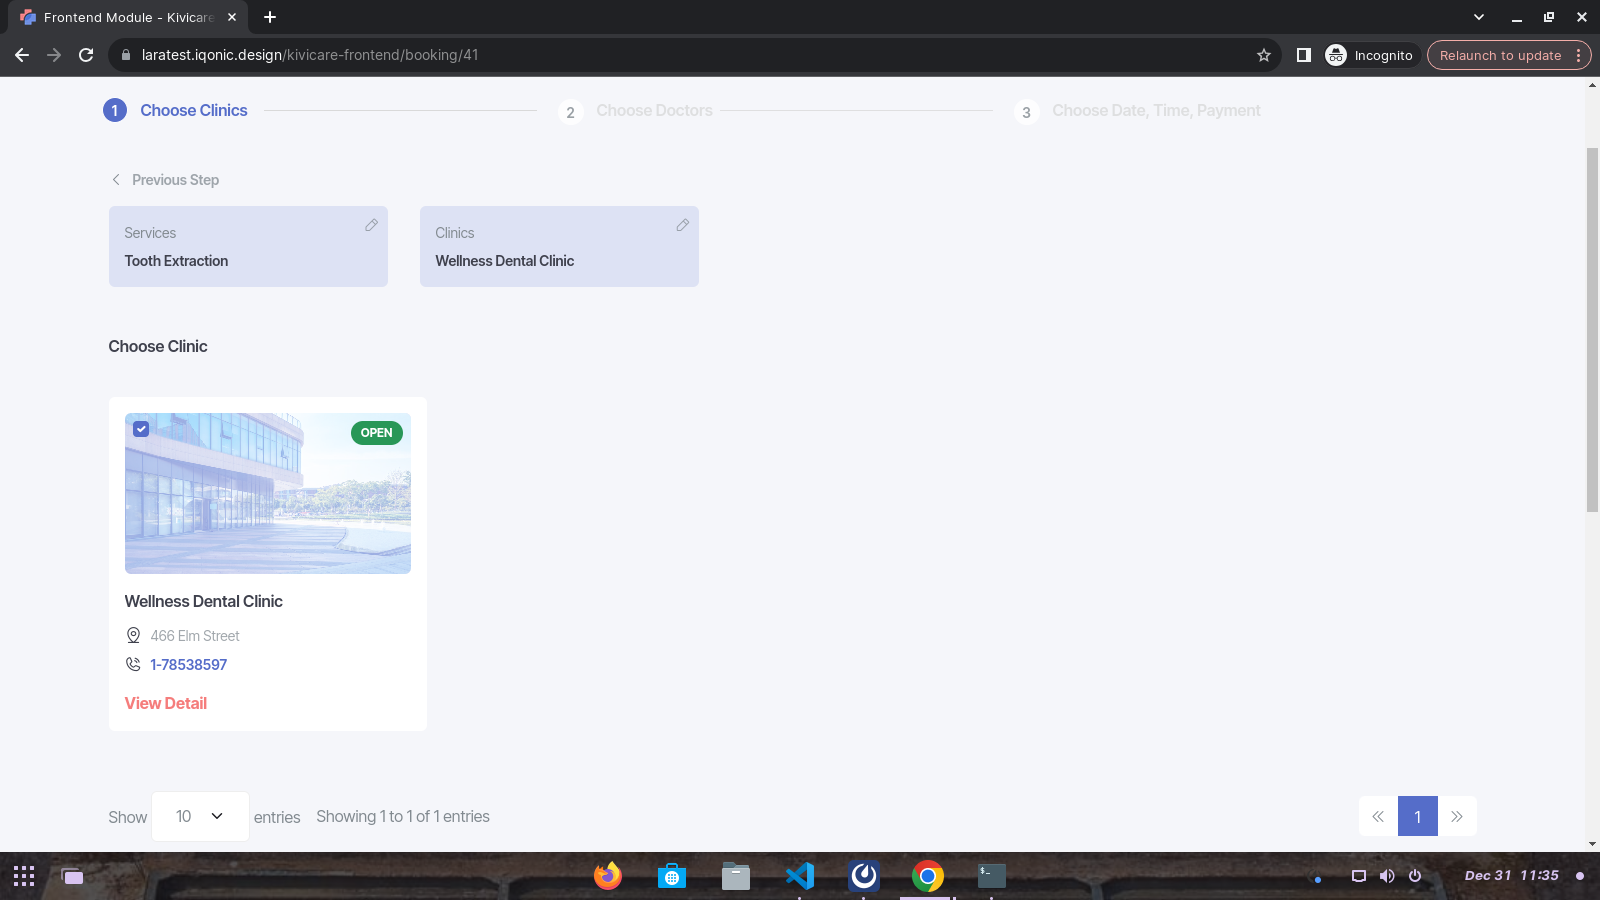 Frontend Module - Kivicare
laratest.iqonic.design/kivicare-frontend/booking/41
Incognito
Relaunch to update
1 Choose Clinics
2 Choose Doctors
3 Choose Date, Time, Payment
Previous Step
Services
Tooth Extraction
Clinics
Wellness Dental Clinic
Choose Clinic
OPEN
Wellness Dental Clinic
466 Elm Street
1-78538597
View Detail
Show 10 entries Showing 1 to 1 of 1 entries
« 1 »
$_
Dec 31 11:35